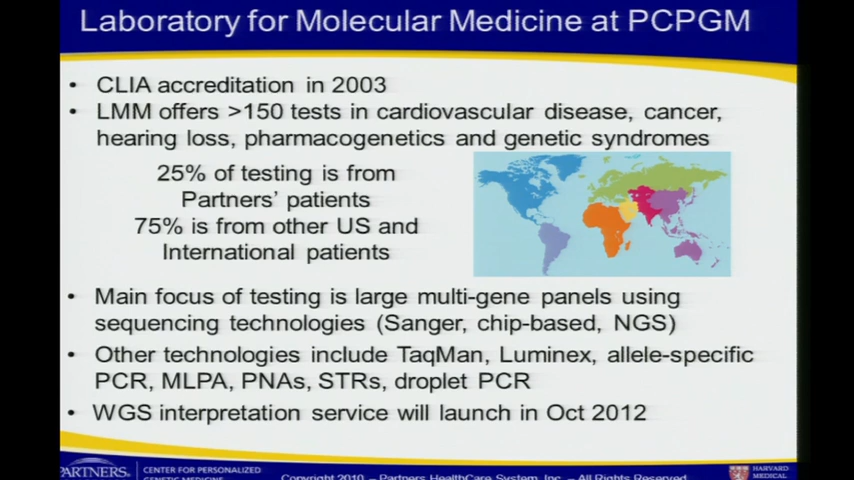 Laboratory for Molecular Medicine at PCPGM
• CLIA accreditation in 2003
• LMM offers >150 tests in cardiovascular disease, cancer,
hearing loss, pharmacogenetics and genetic syndromes
25% of testing is from
Partners' patients
75% is from other US and
International patients
• Main focus of testing is large multi-gene panels using
sequencing technologies (Sanger, chip-based, NGS)
• Other technologies include TaqMan, Luminex, allele-specific
PCR, MLPA, PNAs, STRs, droplet PCR
• WGS interpretation service will launch in Oct 2012
PARTNERS.
CENTER FOR PERSONALIZED
GENETIC MEDICINE
Copyright 2010 – Partners HealthCare System, Inc. – All Rights Reserved
HARVARD
MEDICAL